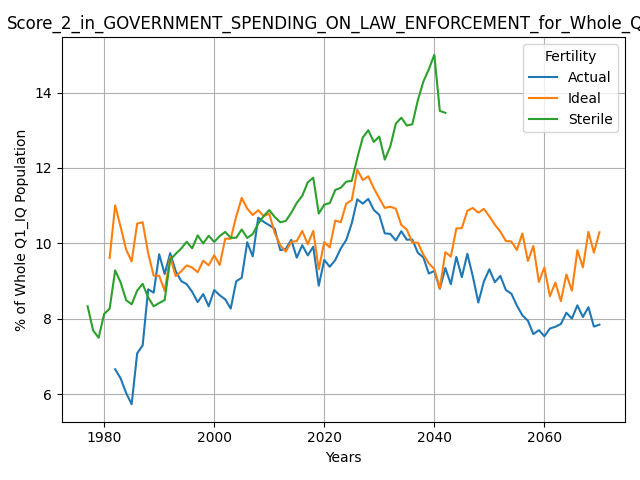 Score_2_in_GOVERNMENT_SPENDING_ON_LAW_ENFORCEMENT_for_Whole_Q
Fertility
Actual
Ideal
Sterile
% of Whole Q1_IQ Population
14
12
10
8
6
1980
2000
2020
2040
2060
Years